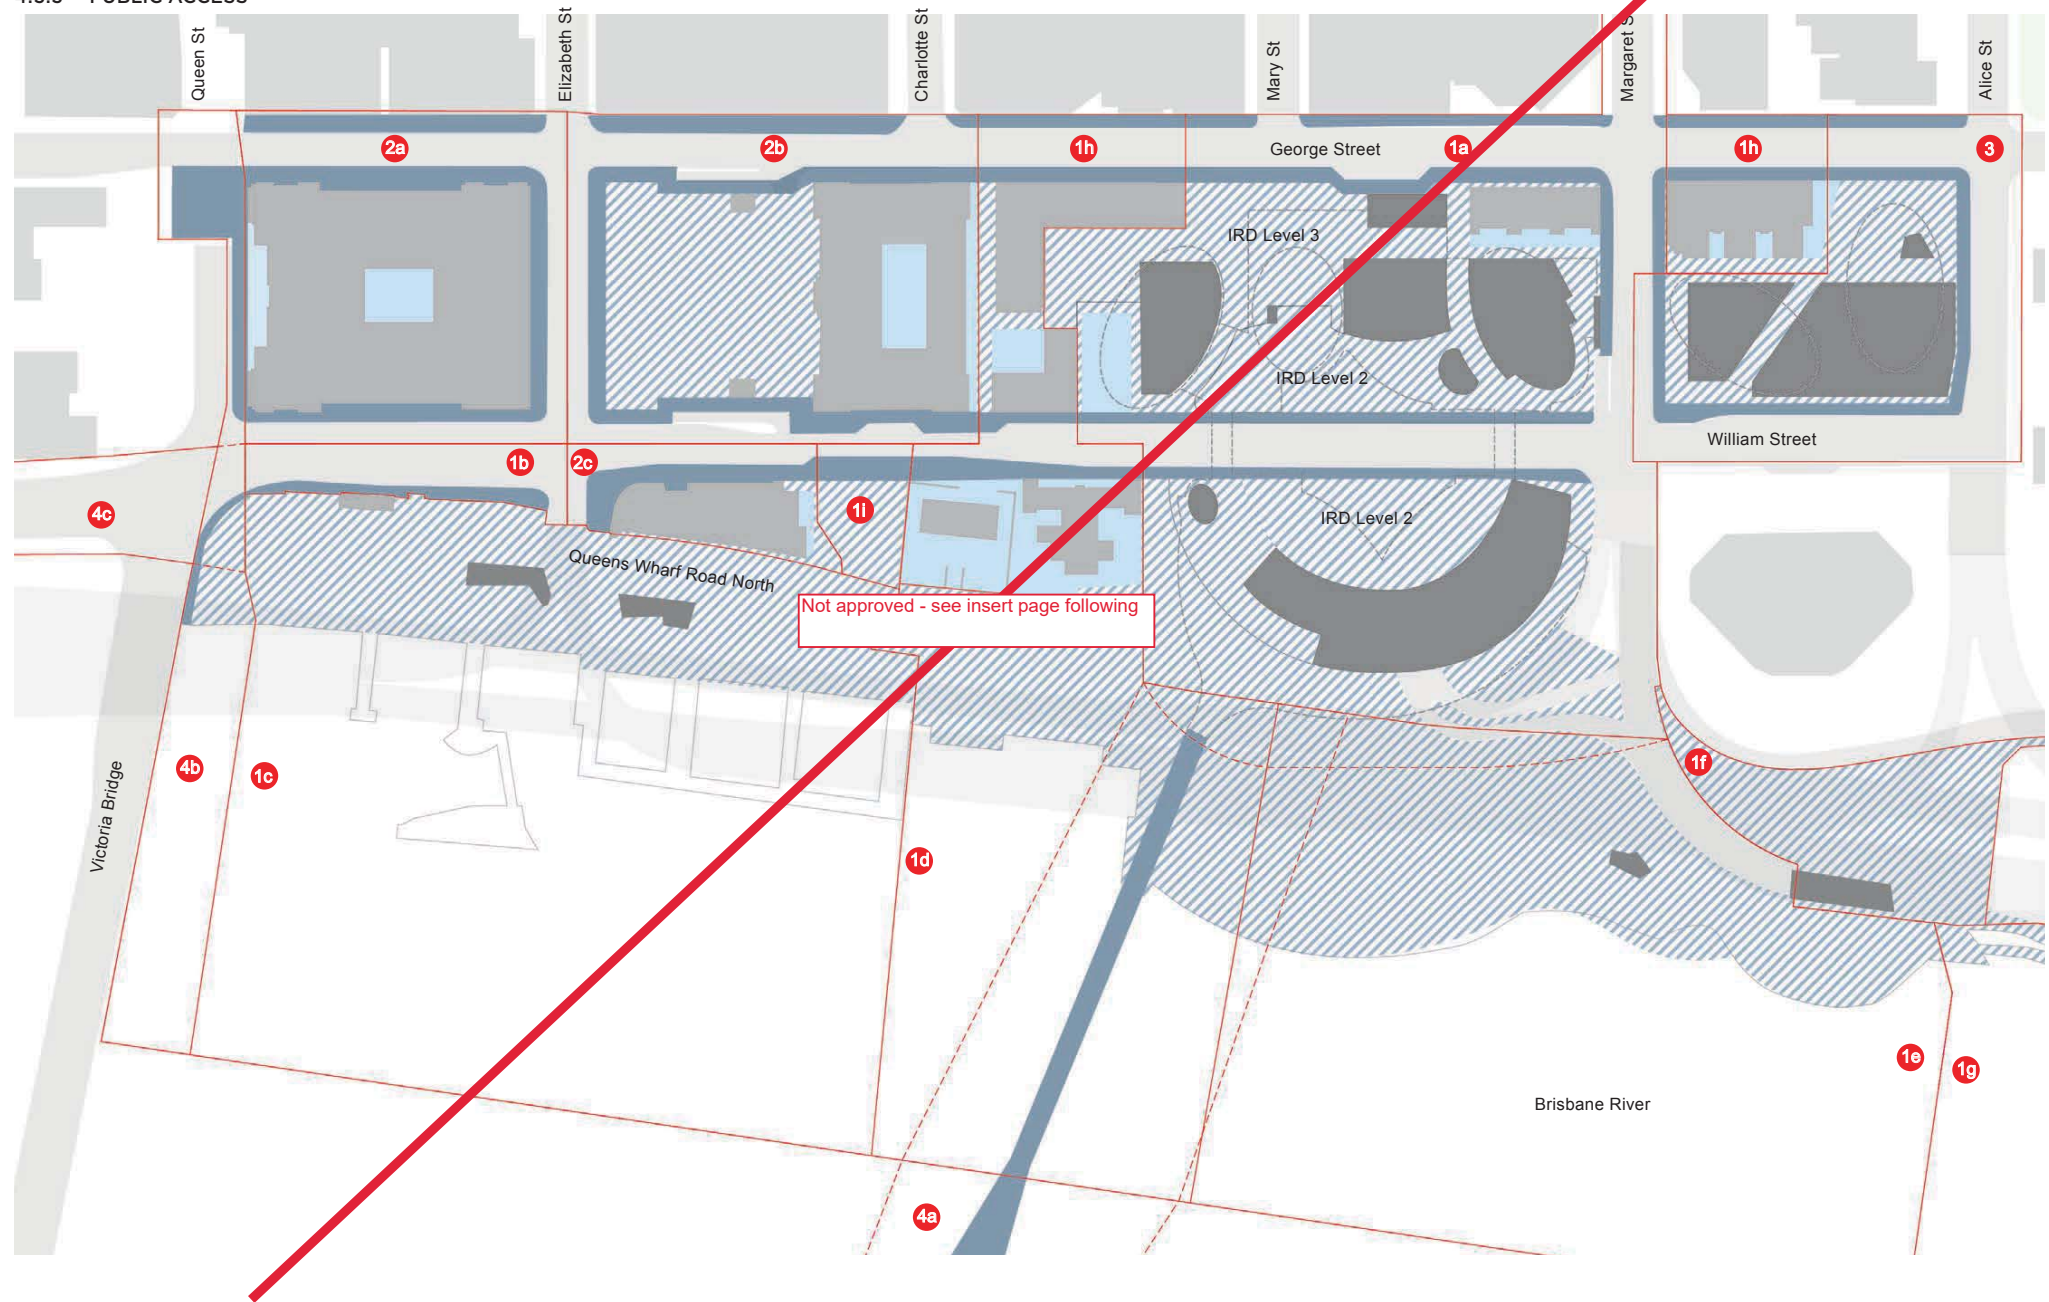 PUBLIC ACCESS
Queen St
Elizabeth St
Charlotte St
Mary St
Margaret S
Alice St
2a
2b
1h
George Street
1a
1h
3
IRD Level 3
IRD Level 2
William Street
1b
2c
4c
1i
IRD Level 2
Queens Wharf Road North
Not approved - see insert page following
4b
1c
1f
Victoria Bridge
1d
1e
1g
Brisbane River
4a